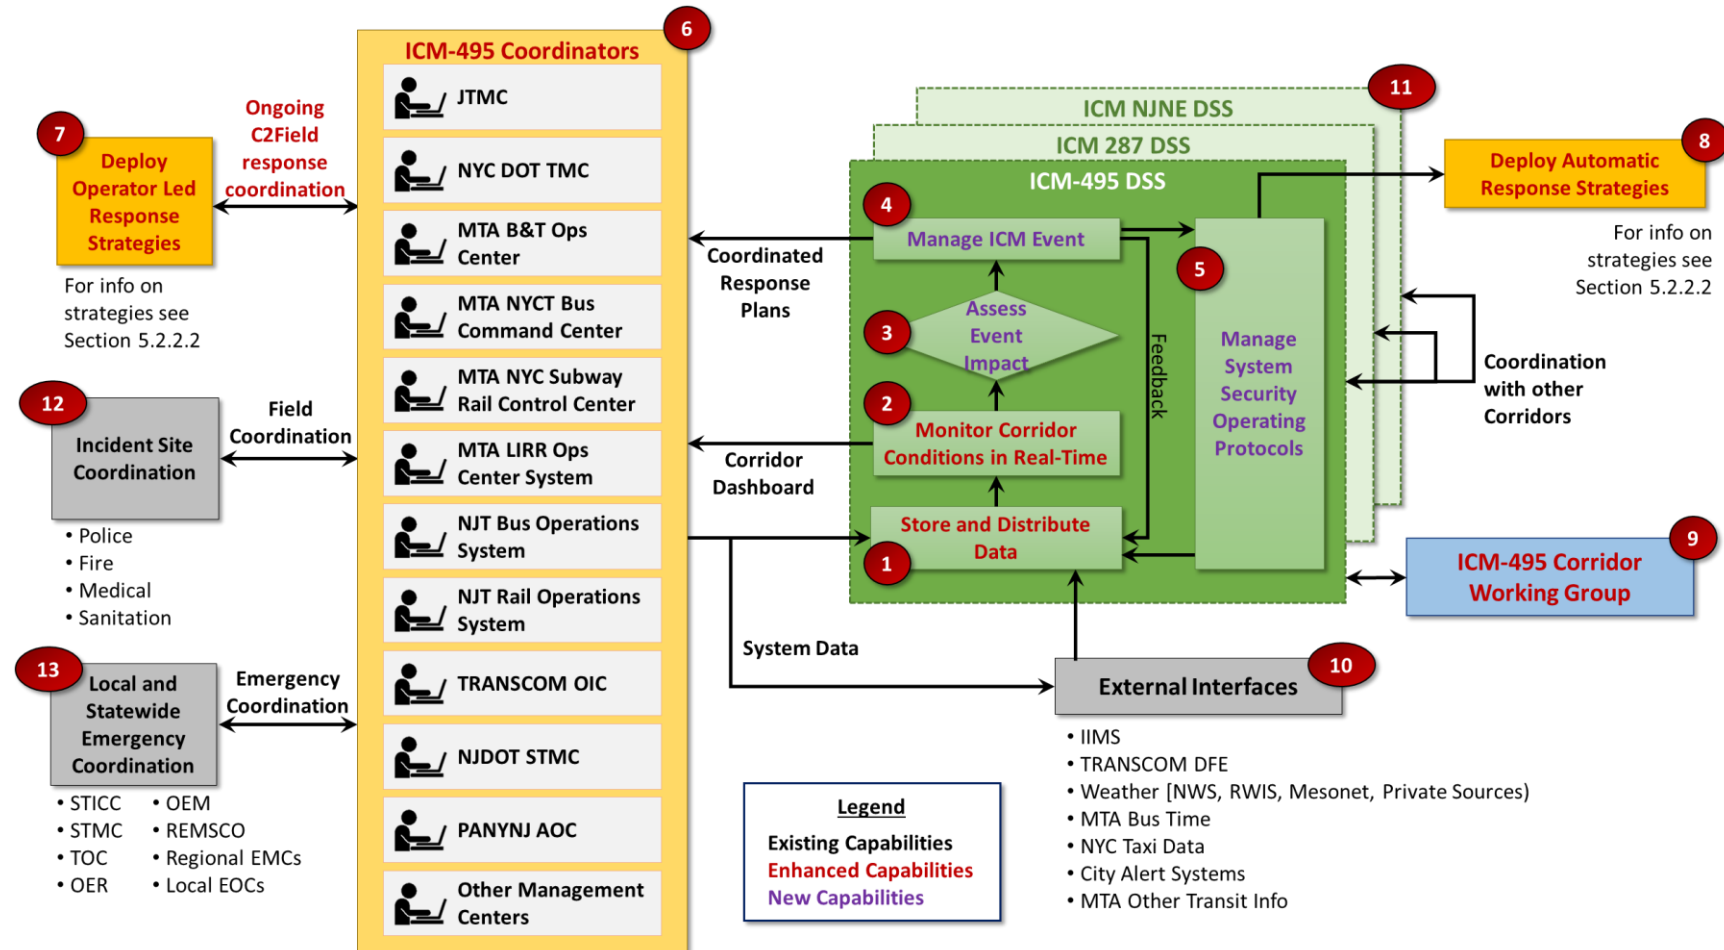 6
ICM-495 Coordinators
JTMC
NYC DOT TMC
MTA B&T Ops
Center
MTA NYCT Bus
Command Center
MTA NYC Subway
Rail Control Center
MTA LIRR Ops
Center System
NJT Bus Operations
System
NJT Rail Operations
System
TRANSCOM OIC
NJDOT STMC
PANYNJ AOC
Other Management
Centers
7
Deploy
Operator Led
Response
Strategies
For info on
strategies see
Section 5.2.2.2
Ongoing
C2Field
response
coordination
12
Incident Site
Coordination
• Police
• Fire
• Medical
• Sanitation
Field
Coordination
13
Local and
Statewide
Emergency
Coordination
• STICC
• STMC
• TOC
• OER
• OEM
• REMSCO
• Regional EMCs
• Local EOCs
Emergency
Coordination
11
ICM NJNE DSS
ICM 287 DSS
ICM-495 DSS
4
Manage ICM Event
3
Assess
Event
Impact
2
Monitor Corridor
Conditions in Real-Time
Store and Distribute
Data
1
5
Manage
System
Security
Operating
Protocols
Feedback
Coordinated
Response
Plans
Corridor
Dashboard
System Data
8
Deploy Automatic
Response Strategies
For info on
strategies see
Section 5.2.2.2
Coordination
with other
Corridors
9
ICM-495 Corridor
Working Group
10
External Interfaces
• IIMS
• TRANSCOM DFE
• Weather [NWS, RWIS, Mesonet, Private Sources)
• MTA Bus Time
• NYC Taxi Data
• City Alert Systems
• MTA Other Transit Info
Legend
Existing Capabilities
Enhanced Capabilities
New Capabilities